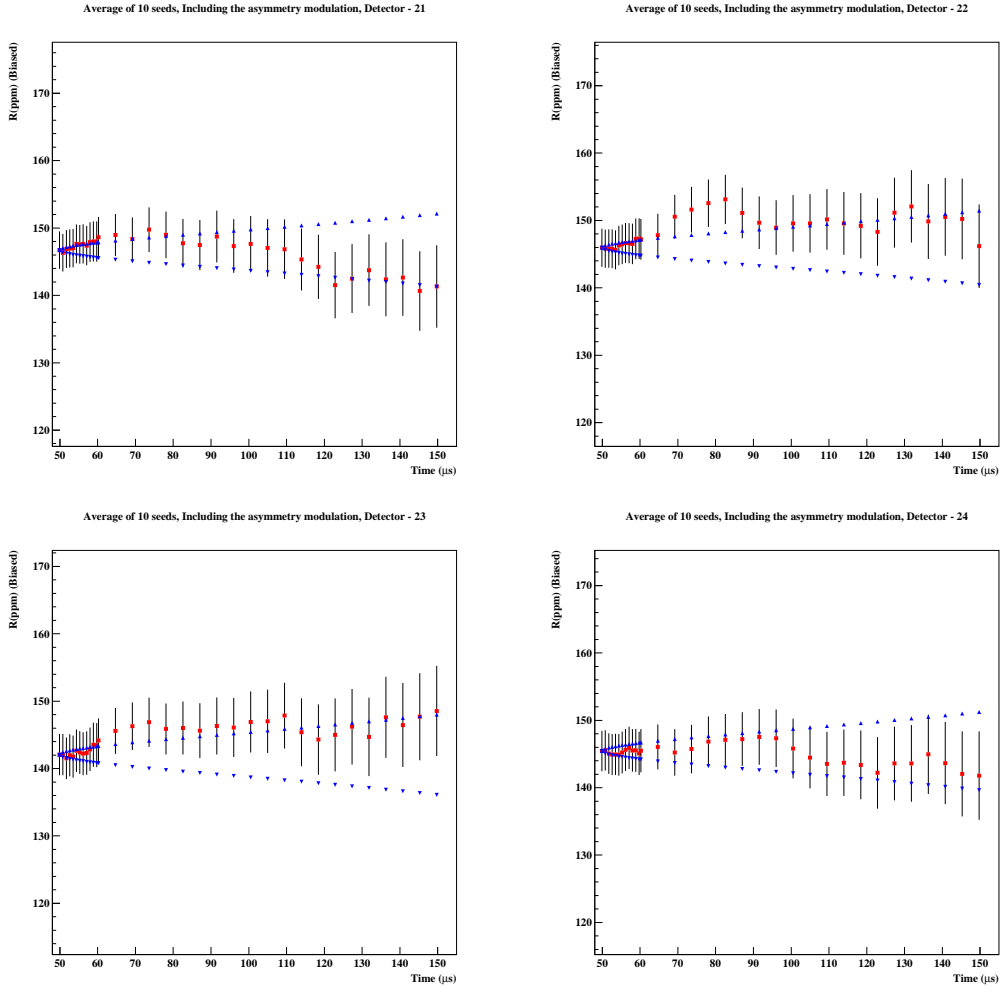 Average of 10 seeds, Including the asymmetry modulation, Detector - 21
R(ppm) (Biased)
170
160
150
140
130
120
50 60 70 80 90 100 110 120 130 140 150
Time (μs)
Average of 10 seeds, Including the asymmetry modulation, Detector - 22
R(ppm) (Biased)
170
160
150
140
130
120
50 60 70 80 90 100 110 120 130 140 150
Time (μs)
Average of 10 seeds, Including the asymmetry modulation, Detector - 23
R(ppm) (Biased)
170
160
150
140
130
120
50 60 70 80 90 100 110 120 130 140 150
Time (μs)
Average of 10 seeds, Including the asymmetry modulation, Detector - 24
R(ppm) (Biased)
170
160
150
140
130
120
50 60 70 80 90 100 110 120 130 140 150
Time (μs)